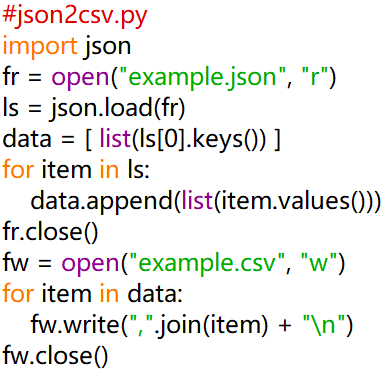 #json2csv.py
import json
fr = open("example.json", "r")
ls = json.load(fr)
data = [ list(ls[0].keys()) ]
for item in ls:
    data.append(list(item.values()))
fr.close()
fw = open("example.csv", "w")
for item in data:
    fw.write(",".join(item) + "\n")
fw.close()